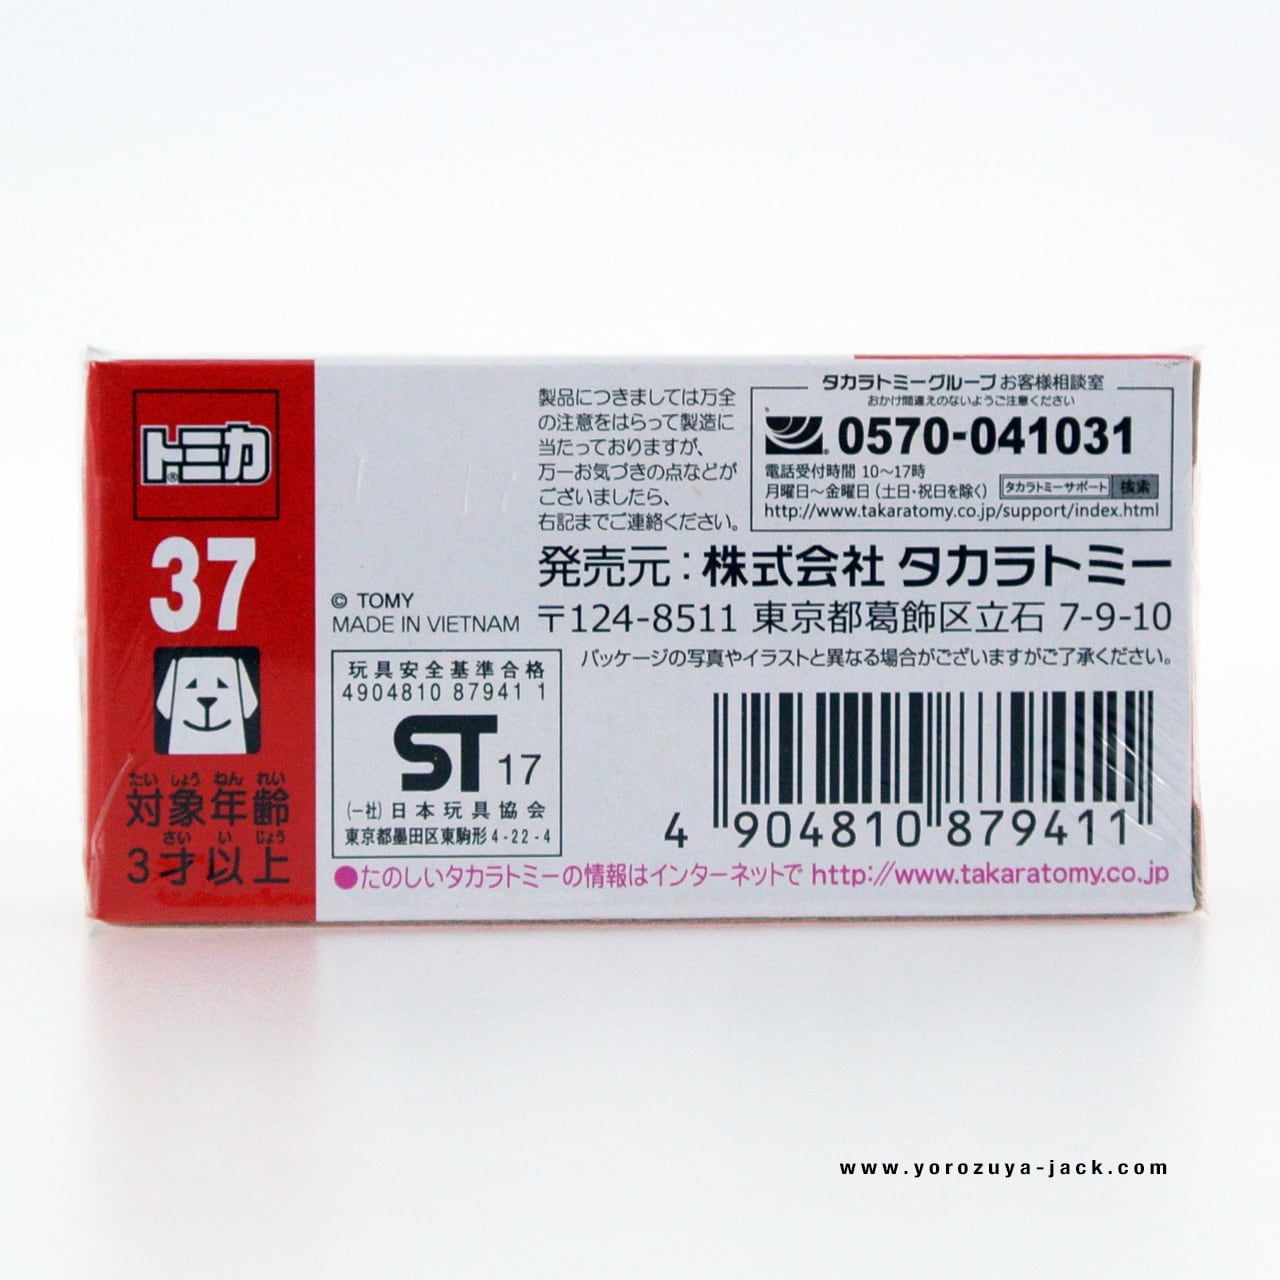 トミカ®
37
たいしょうねんれい
対象年齢
さいいじょう
3才以上
製品につきましては万全
の注意をはらって製造に
当たっておりますが、
万一お気づきの点などが
ございましたら、
右記までご連絡ください。
タカラトミーグループお客様相談室
おかけ間違えのないようご注意ください
0570-041031
電話受付時間 10〜17時
月曜日〜金曜日(土日・祝日を除く) タカラトミーサポート 検索
http://www.takaratomy.co.jp/support/index.html
発売元:株式会社 タカラトミー
〒124-8511 東京都葛飾区立石 7-9-10
© TOMY
MADE IN VIETNAM
パッケージの写真やイラストと異なる場合がございますがご了承ください。
玩具安全基準合格
4904810 87941 1
ST 17
(一社)日本玩具協会
東京都墨田区東駒形4-22-4
4 904810 879411
●たのしいタカラトミーの情報はインターネットで http://www.takaratomy.co.jp
www.yorozuya-jack.com